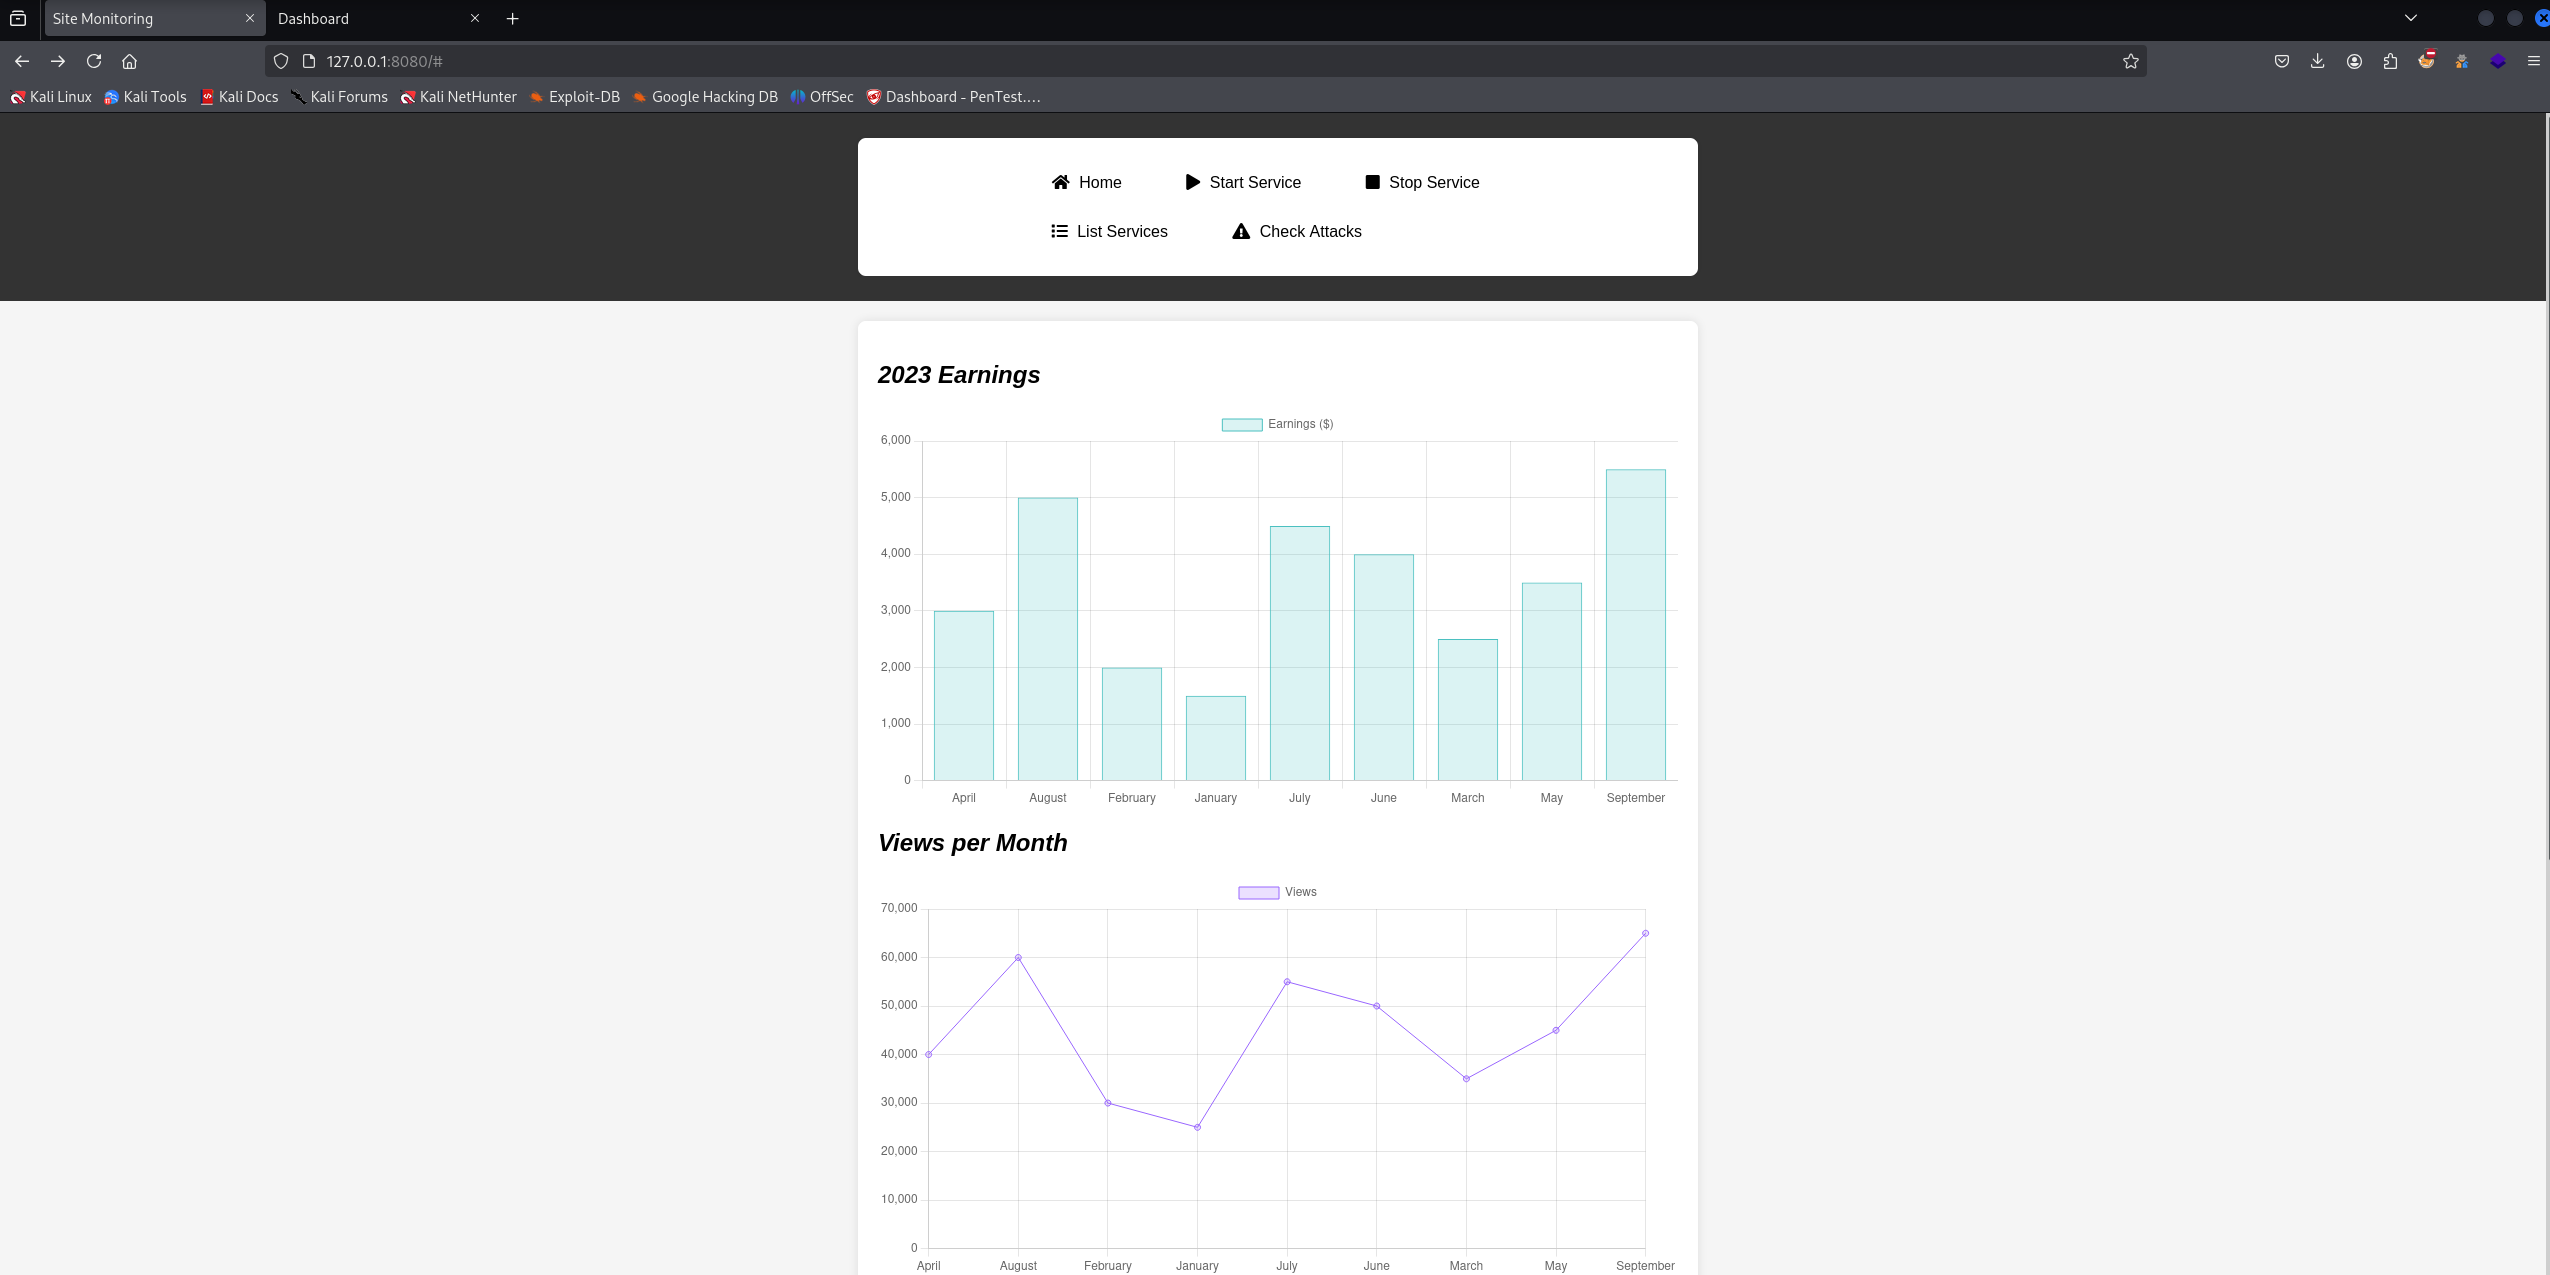 Site Monitoring
Dashboard
127.0.0.1:8080/#
Kali Linux Kali Tools Kali Docs Kali Forums Kali NetHunter Exploit-DB Google Hacking DB OffSec Dashboard - PenTest....
Home Start Service Stop Service
List Services Check Attacks
2023 Earnings
Earnings ($)
6,000
5,000
4,000
3,000
2,000
1,000
0
April August February January July June March May September
Views per Month
Views
70,000
60,000
50,000
40,000
30,000
20,000
10,000
0
April August February January July June March May September